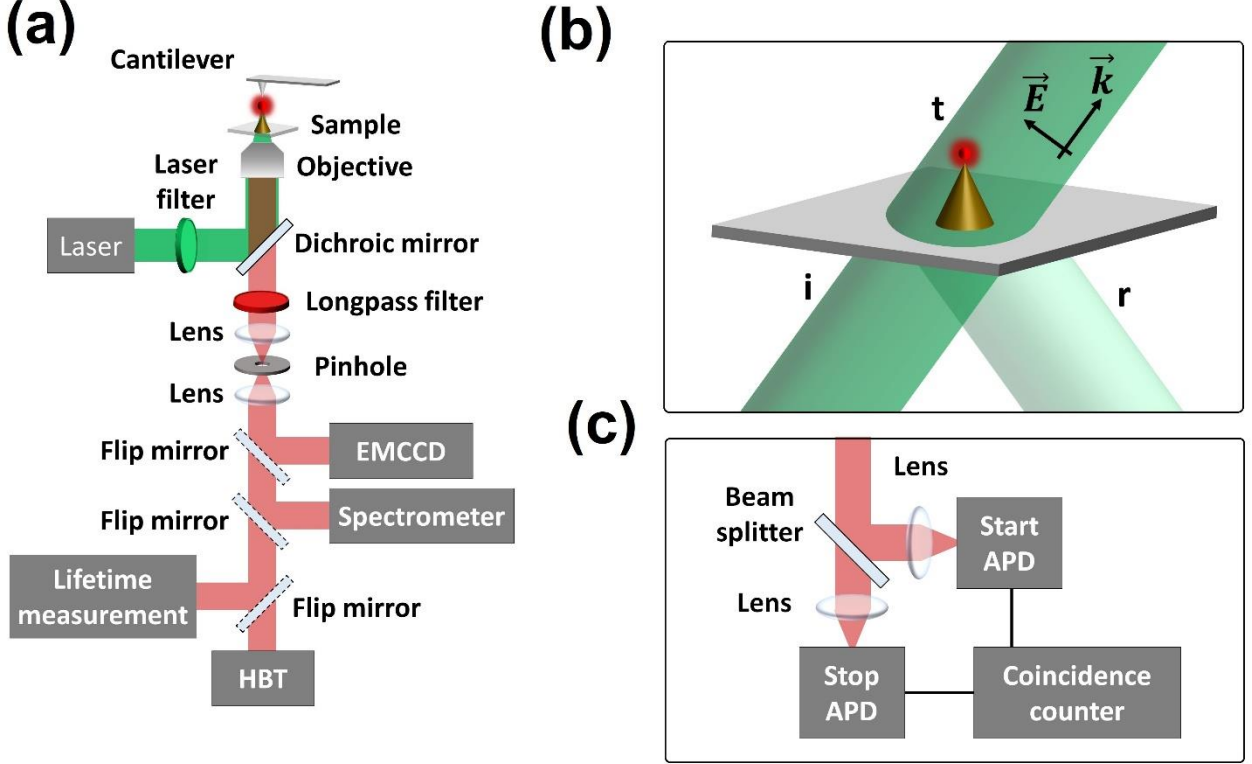 (a)
Cantilever
Sample
Objective
Laser
filter
Laser
Dichroic mirror
Longpass filter
Lens
Pinhole
Lens
Flip mirror
EMCCD
Flip mirror
Spectrometer
Lifetime
measurement
Flip mirror
HBT
(b)
t
E
k
i
r
(c)
Lens
Beam
splitter
Start
APD
Lens
Stop
APD
Coincidence
counter